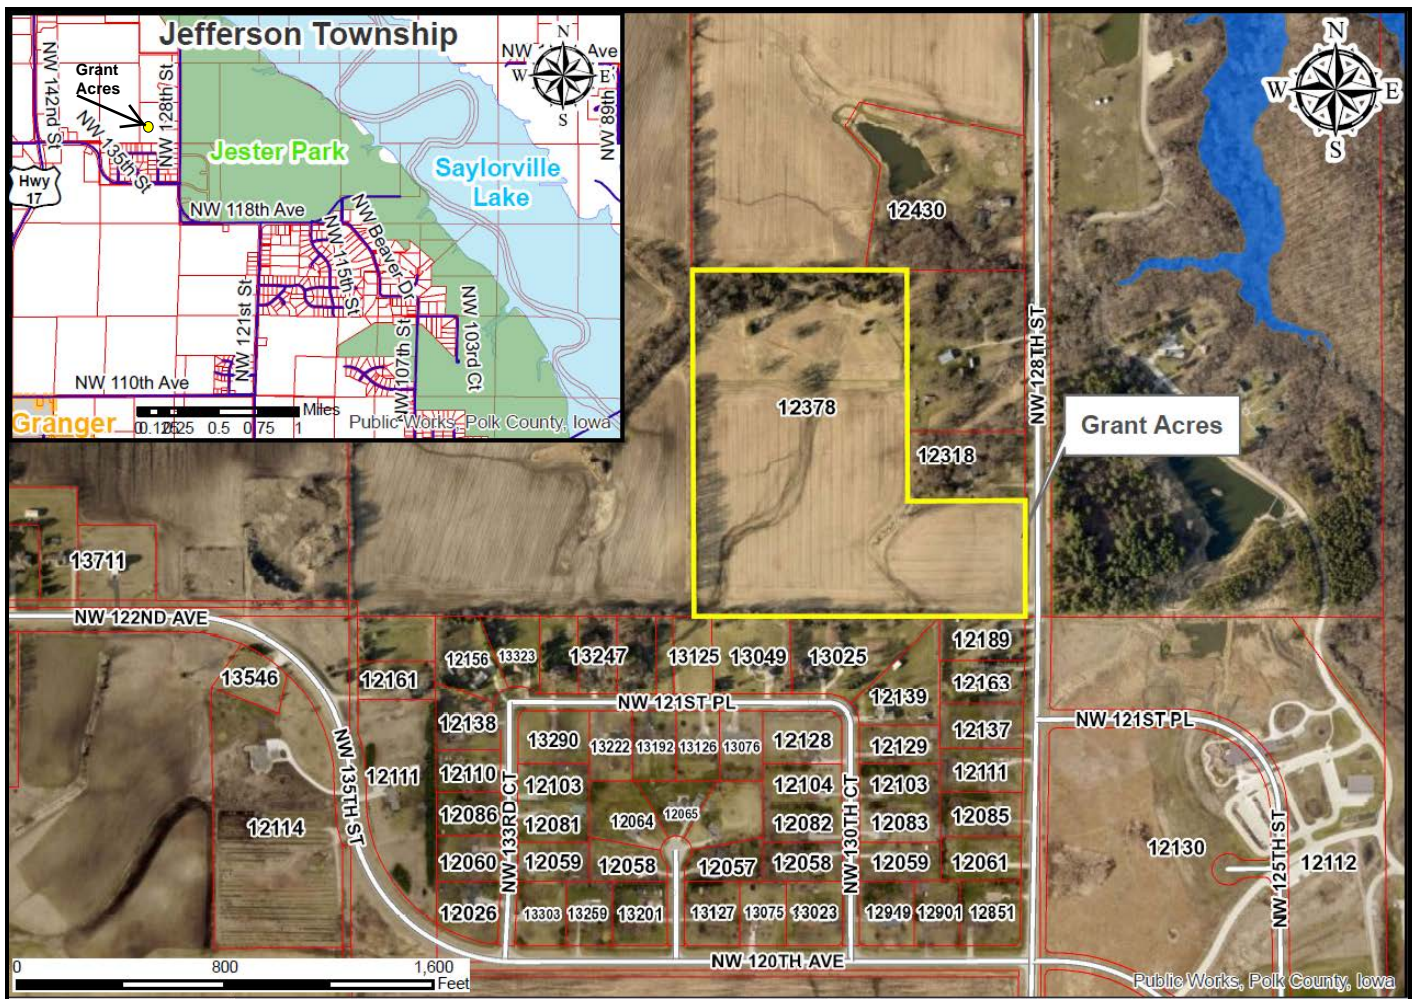 Jefferson Township
Grant
Acres
NW 142nd St
NW 128th St
NW 135th St
NW
Ave
NW 89th
N
W
E
S
Jester Park
Saylorville
Lake
Hwy
17
NW 118th Ave
NW Beaver Dr
NW 115th St
NW 121st St
NW 107th St
NW 103rd Ct
NW 110th Ave
Granger
Miles
0
0.125
0.25
0.5
0.75
1
Public Works, Polk County, Iowa
N
W
E
S
12430
NW 128TH ST
12378
Grant Acres
12318
13711
NW 122ND AVE
12156
13323
13247
13125
13049
13025
12189
13546
12161
12163
NW 121ST PL
12139
12138
12137
NW 121ST PL
13290
13222
13192
13126
13076
12128
12129
NW 135TH ST
12111
12110
NW 133RD CT
12103
12104
NW 130TH CT
12103
12111
12086
12081
12064
12065
12082
12083
12085
12114
12060
12059
12058
12057
12058
12059
12061
12130
NW 125TH ST
12112
12026
13303
13259
13201
13127
13075
13023
12949
12901
12851
NW 120TH AVE
0
800
1,600
Feet
Public Works, Polk County, Iowa